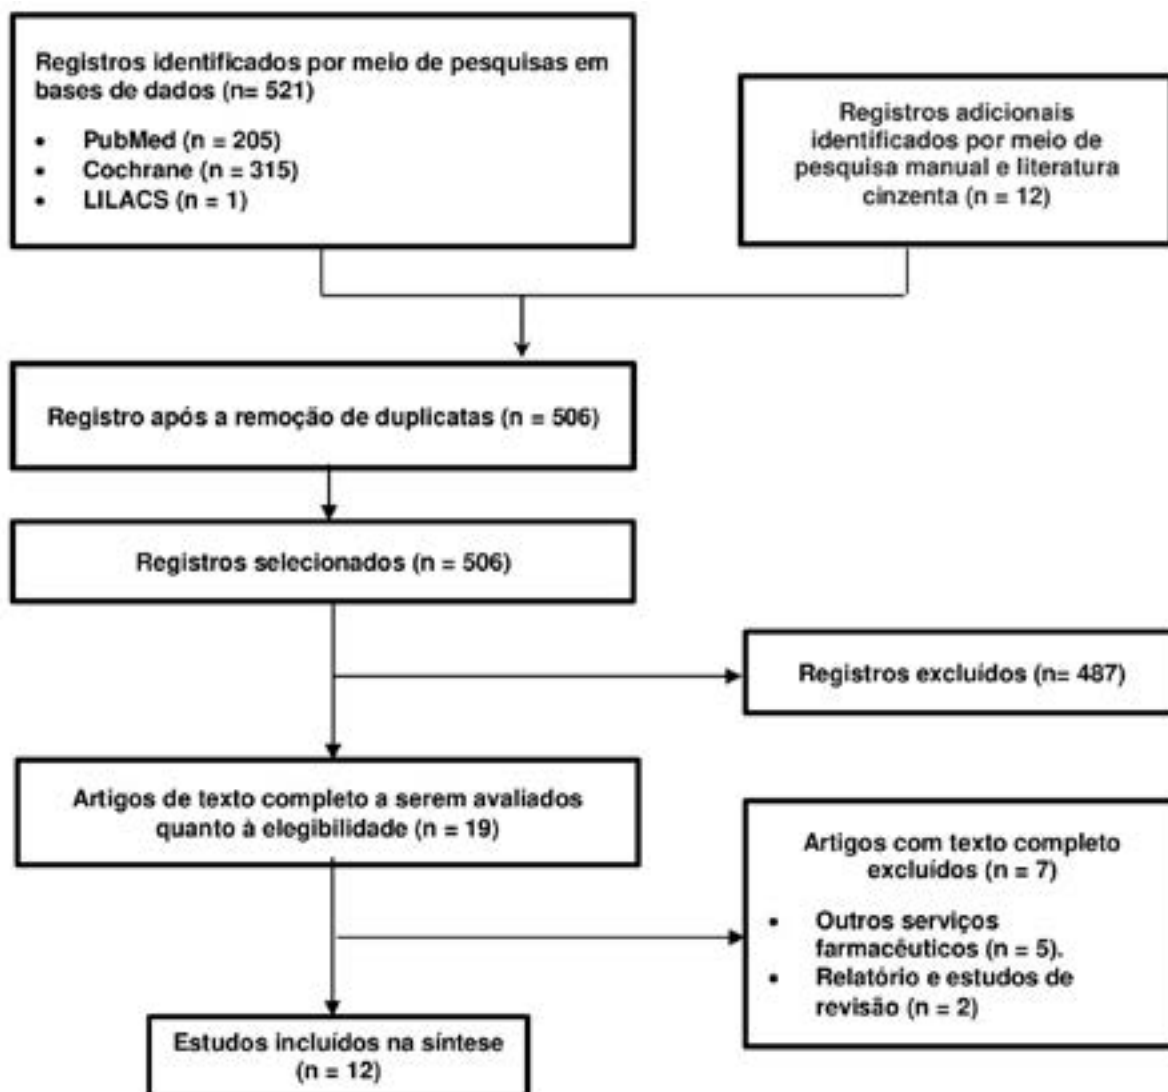 Registros identificados por meio de pesquisas em
bases de dados (n= 521)
• PubMed (n = 205)
• Cochrane (n = 315)
• LILACS (n = 1)
Registros adicionais
identificados por meio de
pesquisa manual e literatura
cinzenta (n = 12)
Registro após a remoção de duplicatas (n = 506)
Registros selecionados (n = 506)
Registros excluídos (n= 487)
Artigos de texto completo a serem avaliados
quanto à elegibilidade (n = 19)
Artigos com texto completo
excluídos (n = 7)
• Outros serviços
farmacêuticos (n = 5).
• Relatório e estudos de
revisão (n = 2)
Estudos incluídos na síntese
(n = 12)